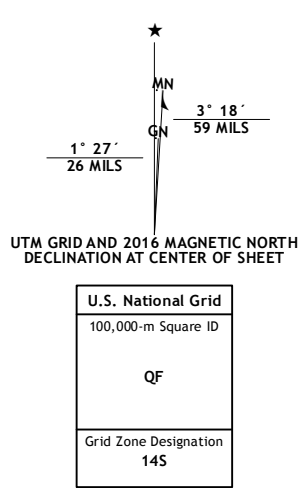 ★
MN
3° 18´
59 MILS
GN
1° 27´
26 MILS
UTM GRID AND 2016 MAGNETIC NORTH
DECLINATION AT CENTER OF SHEET
U.S. National Grid
100,000-m Square ID
QF
Grid Zone Designation
14S